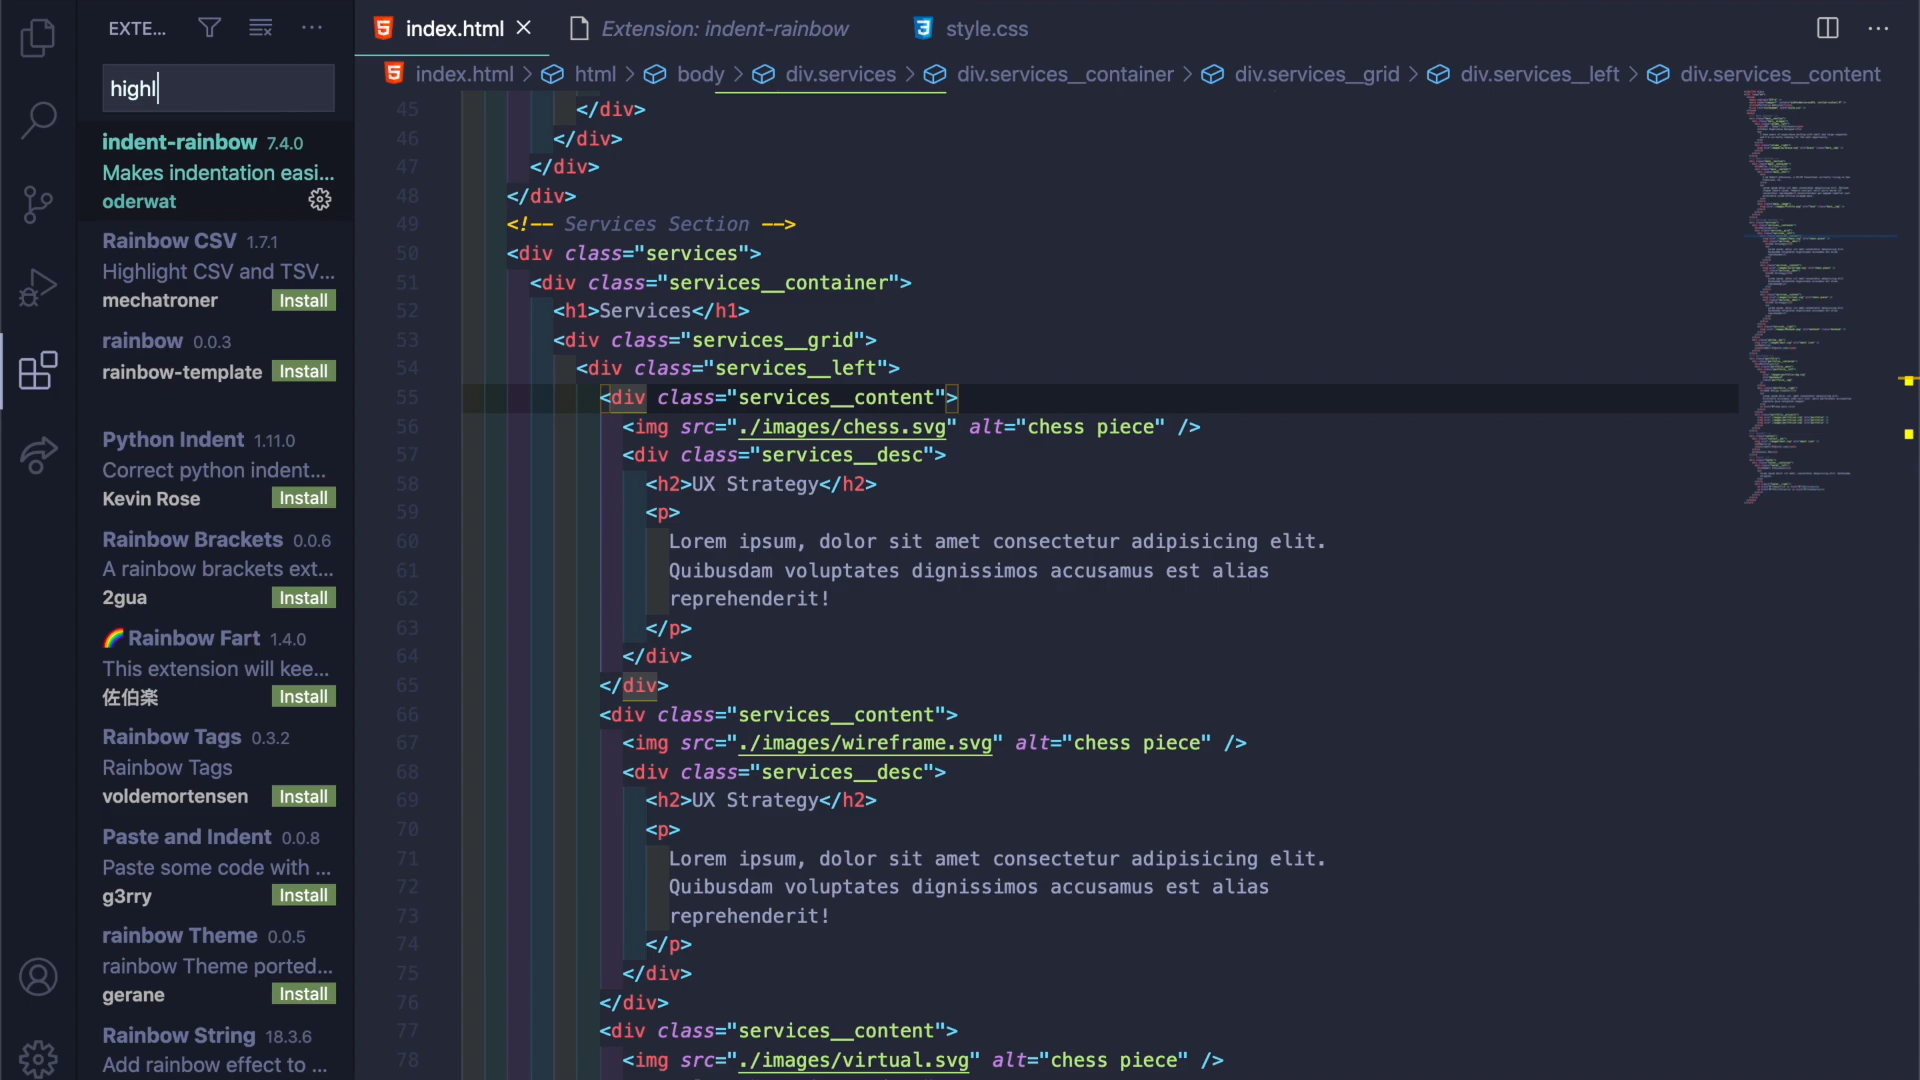 EXTE...
highl
indent-rainbow 7.4.0
Makes indentation easi...
oderwat
Rainbow CSV 1.7.1
Highlight CSV and TSV...
mechatroner Install
rainbow 0.0.3
rainbow-template Install
Python Indent 1.11.0
Correct python indent...
Kevin Rose Install
Rainbow Brackets 0.0.6
A rainbow brackets ext...
2gua Install
🌈Rainbow Fart 1.4.0
This extension will kee...
佐伯楽 Install
Rainbow Tags 0.3.2
Rainbow Tags
voldemortensen Install
Paste and Indent 0.0.8
Paste some code with ...
g3rry Install
rainbow Theme 0.0.5
rainbow Theme ported...
gerane Install
Rainbow String 18.3.6
Add rainbow effect to ...
index.html Extension: indent-rainbow style.css
index.html > html > body > div.services > div.services__container > div.services__grid > div.services__left > div.services__content
45 </div>
46 </div>
47 </div>
48 </div>
49 <!-- Services Section -->
50 <div class="services">
51 <div class="services__container">
52 <h1>Services</h1>
53 <div class="services__grid">
54 <div class="services__left">
55 <div class="services__content">
56 <img src="./images/chess.svg" alt="chess piece" />
57 <div class="services__desc">
58 <h2>UX Strategy</h2>
59 <p>
60 Lorem ipsum, dolor sit amet consectetur adipisicing elit.
61 Quibusdam voluptates dignissimos accusamus est alias
62 reprehenderit!
63 </p>
64 </div>
65 </div>
66 <div class="services__content">
67 <img src="./images/wireframe.svg" alt="chess piece" />
68 <div class="services__desc">
69 <h2>UX Strategy</h2>
70 <p>
71 Lorem ipsum, dolor sit amet consectetur adipisicing elit.
72 Quibusdam voluptates dignissimos accusamus est alias
73 reprehenderit!
74 </p>
75 </div>
76 </div>
77 <div class="services__content">
78 <img src="./images/virtual.svg" alt="chess piece" />